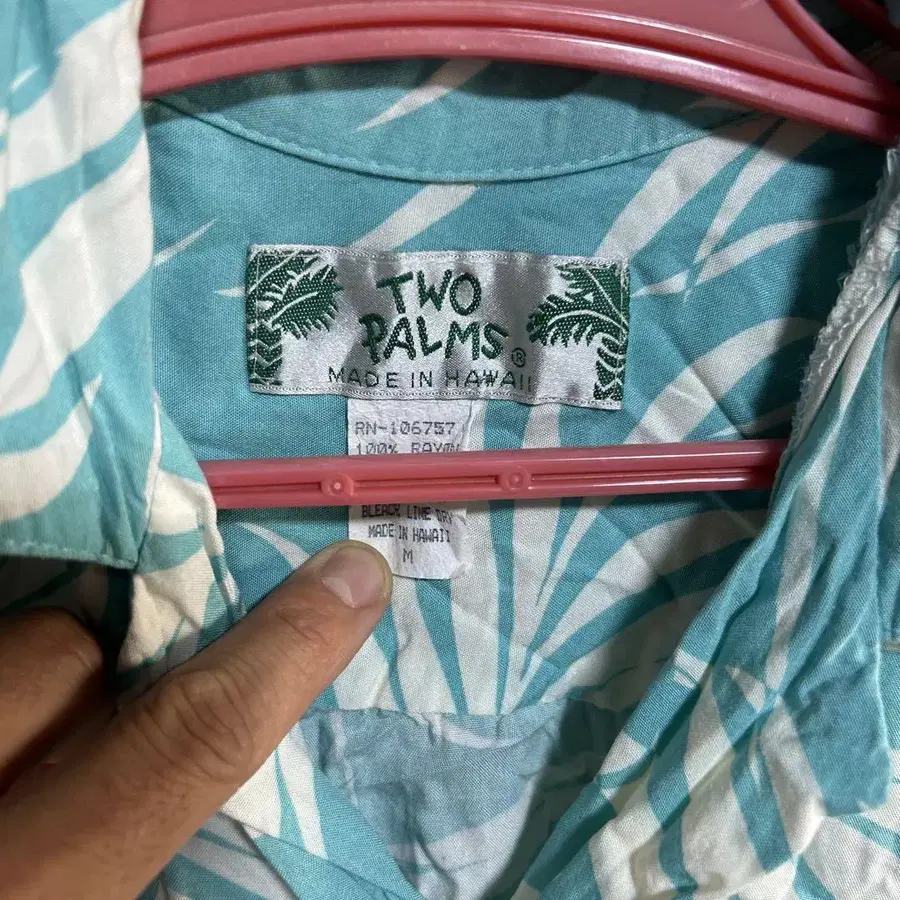 TWO
PALMS®
MADE IN HAWAII
RN-106757
100% RAYON
BLEACH LINE DRY
MADE IN HAWAII
M